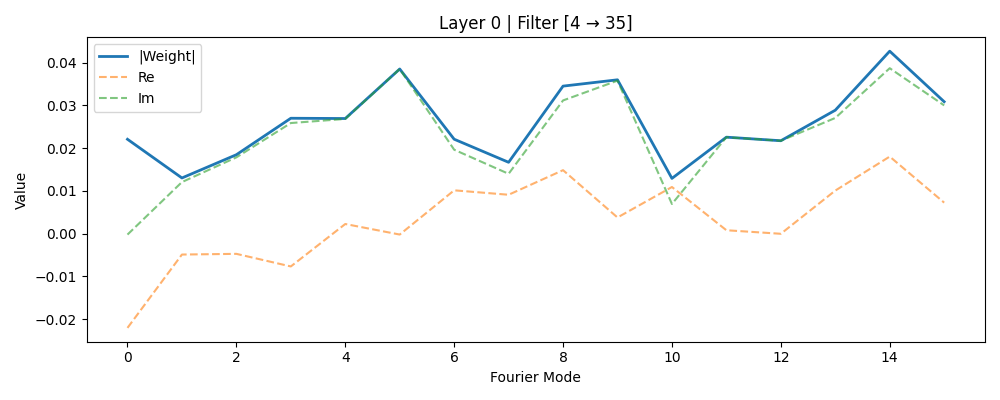 Layer 0 | Filter [4 → 35]
|Weight|
Re
Im
0.04
0.03
0.02
0.01
0.00
−0.01
−0.02
Value
0 2 4 6 8 10 12 14
Fourier Mode